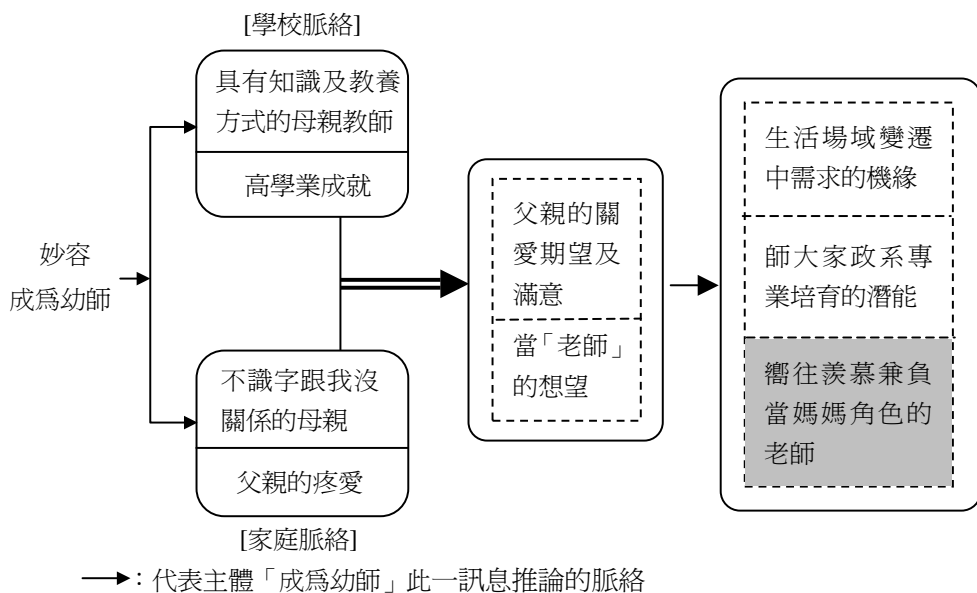 [學校脈絡]
具有知識及教養
方式的母親教師
高學業成就
妙容
成爲幼師
不識字跟我沒
關係的母親
父親的疼愛
[家庭脈絡]
父親的關
愛期望及
滿意
當「老師」
的想望
生活場域變遷
中需求的機緣
師大家政系專
業培育的潛能
嚮往羨慕兼負
當媽媽角色的
老師
：代表主體「成爲幼師」此一訊息推論的脈絡